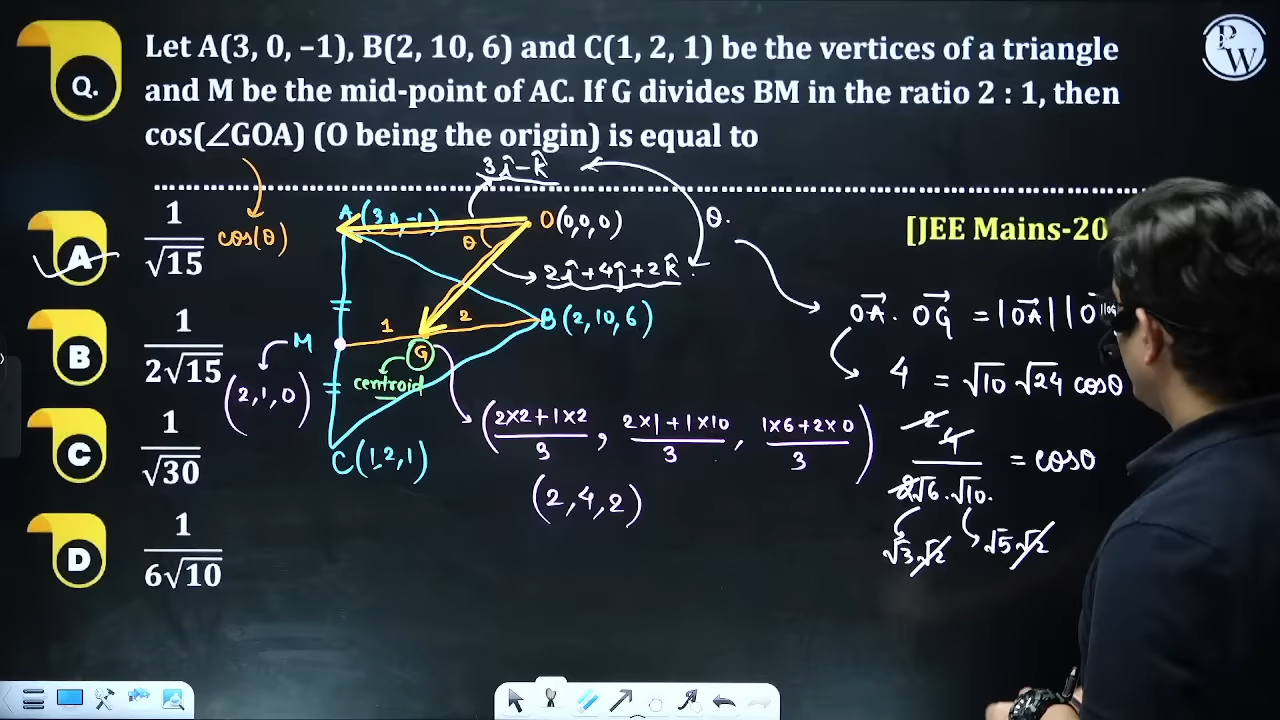 Q.
Let A(3, 0, –1), B(2, 10, 6) and C(1, 2, 1) be the vertices of a triangle
and M be the mid-point of AC. If G divides BM in the ratio 2 : 1, then
cos(∠GOA) (O being the origin) is equal to
PW
[JEE Mains-20
A 1/√15
B 1/2√15
C 1/√30
D 1/6√10
cos(θ)
3î-k̂
A(3,0,-1)
O(0,0,0)
θ
θ.
2î+4ĵ+2k̂
B(2,10,6)
M
1
2
G
centroid
(2,1,0)
C(1,2,1)
(2×2+1×2/3, 2×1+1×10/3, 1×6+2×0/3)
(2,4,2)
OA . OG = |OA||O
4 = √10 √24 cosθ
2
4/2√6.√10. = cosθ
√3√2 √5√2